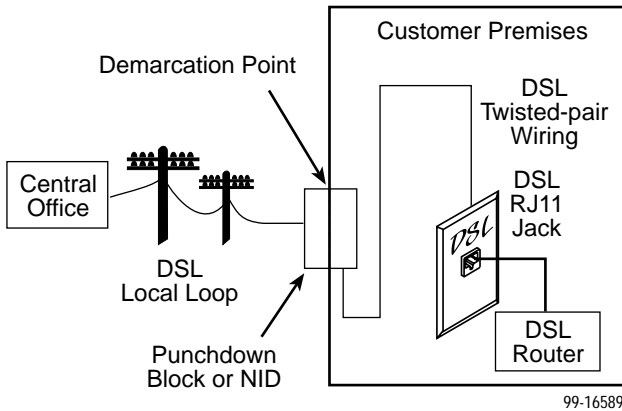 Customer Premises
Demarcation Point
DSL
Twisted-pair
Wiring
Central
Office
DSL
RJ11
Jack
DSL
DSL
Local Loop
DSL
Router
Punchdown
Block or NID
99-16589